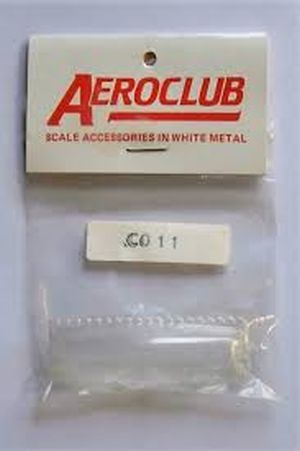 AEROCLUB
SCALE ACCESSORIES IN WHITE METAL
C011